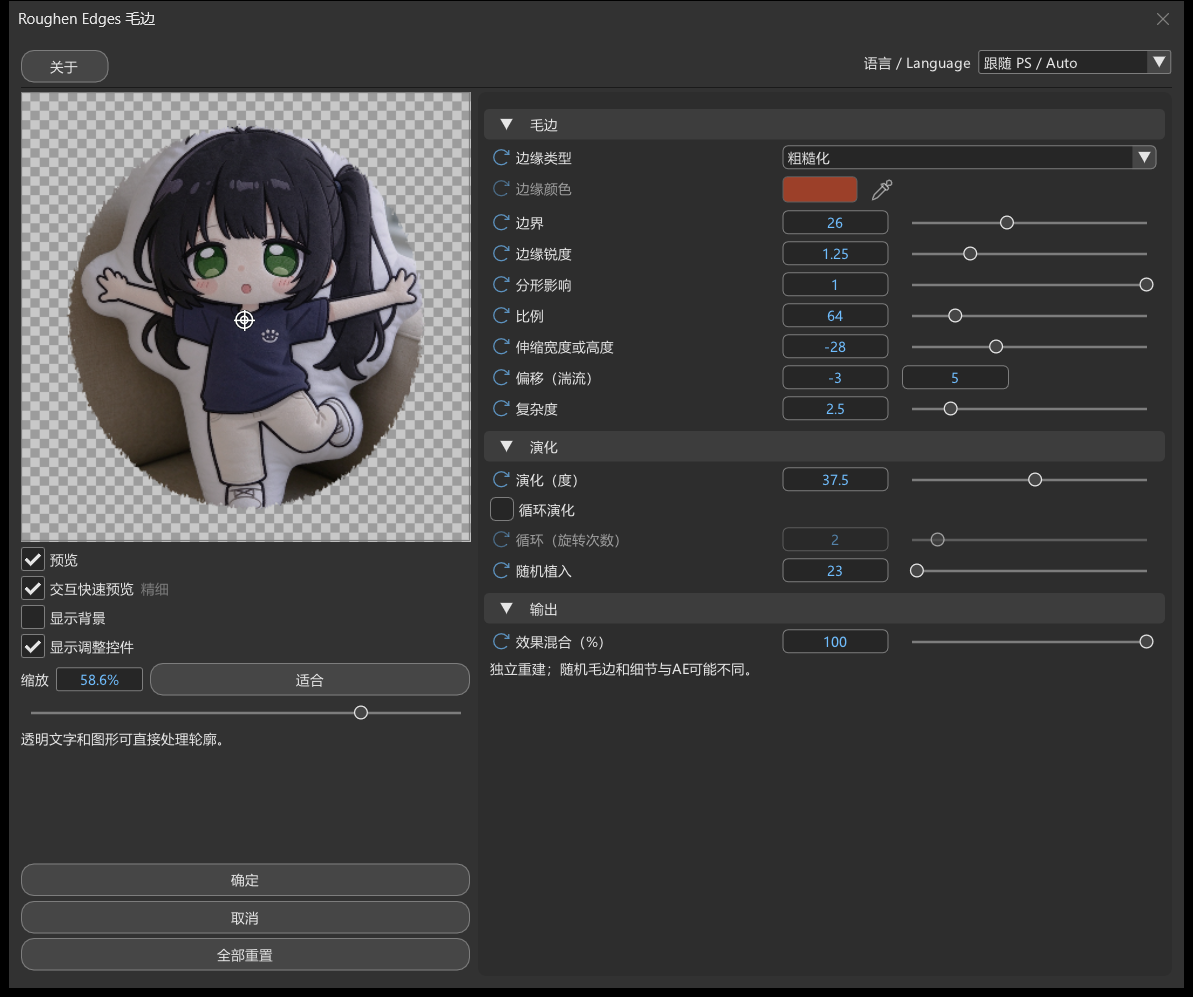 Roughen Edges 毛边
关于
语言 / Language 跟随 PS / Auto
毛边
边缘类型 粗糙化
边缘颜色
边界 26
边缘锐度 1.25
分形影响 1
比例 64
伸缩宽度或高度 -28
偏移（湍流） -3 5
复杂度 2.5
演化
演化（度） 37.5
循环演化
循环（旋转次数） 2
随机植入 23
输出
效果混合（%） 100
独立重建；随机毛边和细节与AE可能不同。
预览
交互快速预览 精细
显示背景
显示调整控件
缩放 58.6% 适合
透明文字和图形可直接处理轮廓。
确定
取消
全部重置